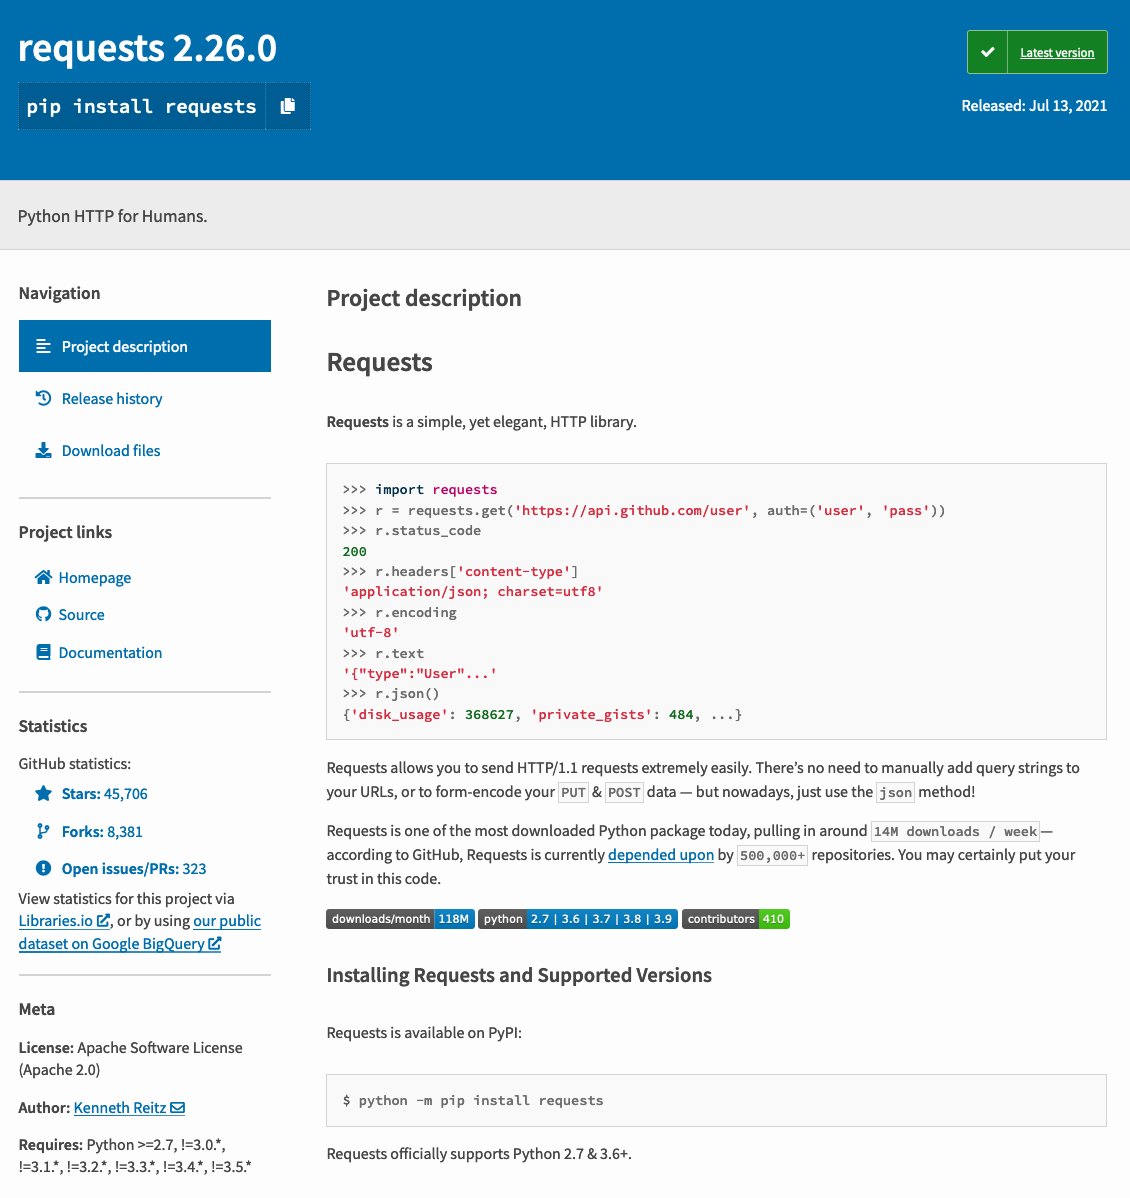 requests 2.26.0
pip install requests
Latest version
Released: Jul 13, 2021
Python HTTP for Humans.
Navigation
Project description
Release history
Download files
Project links
Homepage
Source
Documentation
Statistics
GitHub statistics:
Stars: 45,706
Forks: 8,381
Open issues/PRs: 323
View statistics for this project via
Libraries.io, or by using our public
dataset on Google BigQuery
Meta
License: Apache Software License
(Apache 2.0)
Author: Kenneth Reitz
Requires: Python >=2.7, !=3.0.*,
!=3.1.*, !=3.2.*, !=3.3.*, !=3.4.*, !=3.5.*
Project description
Requests
Requests is a simple, yet elegant, HTTP library.
>>> import requests
>>> r = requests.get('https://api.github.com/user', auth=('user', 'pass'))
>>> r.status_code
200
>>> r.headers['content-type']
'application/json; charset=utf8'
>>> r.encoding
'utf-8'
>>> r.text
'{"type":"User"...'
>>> r.json()
{'disk_usage': 368627, 'private_gists': 484, ...}
Requests allows you to send HTTP/1.1 requests extremely easily. There’s no need to manually add query strings to
your URLs, or to form-encode your PUT & POST data — but nowadays, just use the json method!
Requests is one of the most downloaded Python package today, pulling in around 14M downloads / week—
according to GitHub, Requests is currently depended upon by 500,000+ repositories. You may certainly put your
trust in this code.
downloads/month 118M python 2.7 | 3.6 | 3.7 | 3.8 | 3.9 contributors 410
Installing Requests and Supported Versions
Requests is available on PyPI:
$ python -m pip install requests
Requests officially supports Python 2.7 & 3.6+.